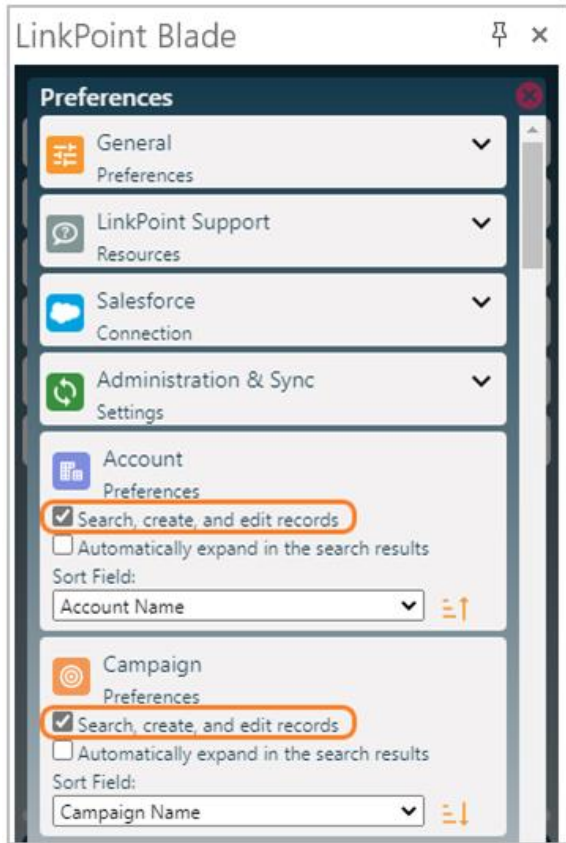 LinkPoint Blade
Preferences
General
Preferences
LinkPoint Support
Resources
Salesforce
Connection
Administration & Sync
Settings
Account
Preferences
Search, create, and edit records
Automatically expand in the search results
Sort Field:
Account Name
Campaign
Preferences
Search, create, and edit records
Automatically expand in the search results
Sort Field:
Campaign Name